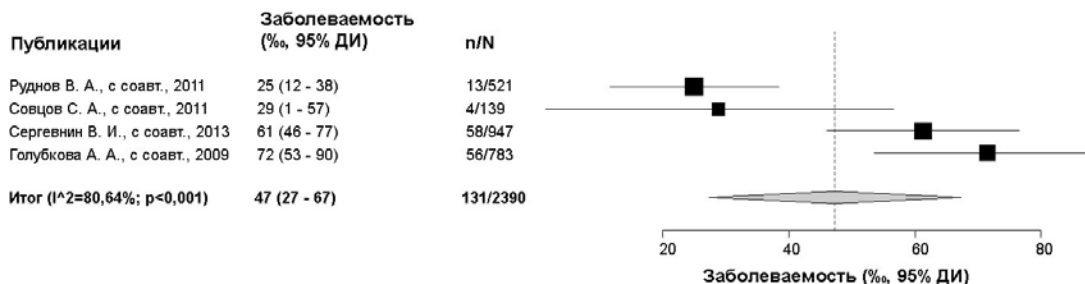 Публикации Заболеваемость (‰, 95% ДИ) n/N
Руднов В. А., с соавт., 2011 25 (12 - 38) 13/521
Совцов С. А., с соавт., 2011 29 (1 - 57) 4/139
Сергевнин В. И., с соавт., 2013 61 (46 - 77) 58/947
Голубкова А. А., с соавт., 2009 72 (53 - 90) 56/783
Итог (I^2=80,64%; p<0,001) 47 (27 - 67) 131/2390
20 40 60 80
Заболеваемость (‰, 95% ДИ)